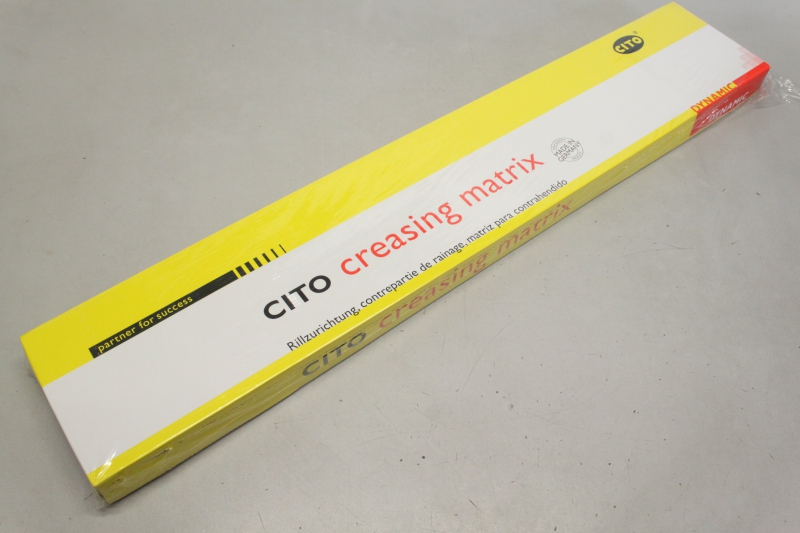 CITO
®
DYNAMIC
DYNAMIC
MADE IN
GERMANY
CITO creasing matrix
Rillzurichtung, contrepartie de rainage, matriz para contrahendido
partner for success
CITO creasing matrix